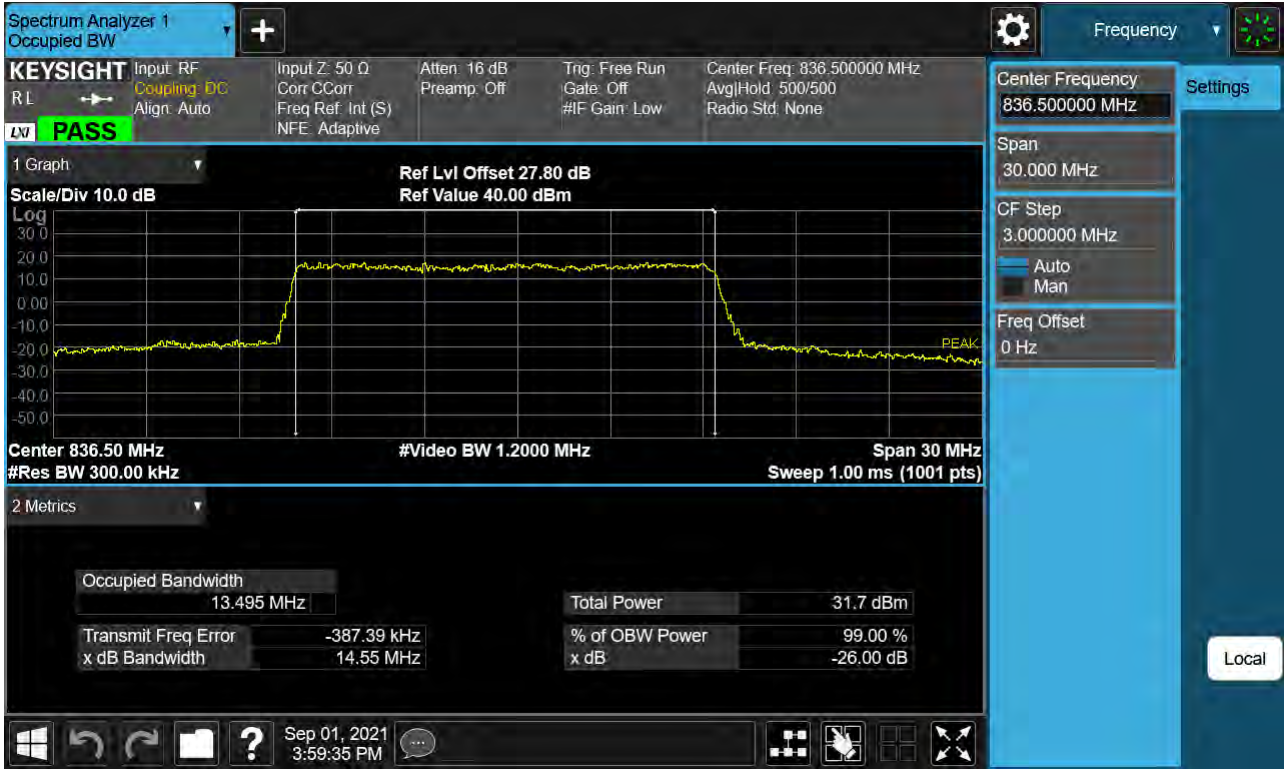 Spectrum Analyzer 1
Occupied BW
Frequency
KEYSIGHT
RL
LXI
PASS
Input: RF
Coupling: DC
Align: Auto
Input Z: 50 Ω
Corr CCorr
Freq Ref: Int (S)
NFE: Adaptive
Atten: 16 dB
Preamp: Off
Trig: Free Run
Gate: Off
#IF Gain: Low
Center Freq: 836.500000 MHz
Avg|Hold: 500/500
Radio Std: None
Center Frequency
836.500000 MHz
Settings
Span
30.000 MHz
CF Step
3.000000 MHz
Auto
Man
Freq Offset
0 Hz
Local
1 Graph
Scale/Div 10.0 dB
Ref Lvl Offset 27.80 dB
Ref Value 40.00 dBm
Log
30.0
20.0
10.0
0.00
-10.0
-20.0
-30.0
-40.0
-50.0
PEAK
Center 836.50 MHz
#Video BW 1.2000 MHz
Span 30 MHz
#Res BW 300.00 kHz
Sweep 1.00 ms (1001 pts)
2 Metrics
Occupied Bandwidth
13.495 MHz
Total Power 31.7 dBm
Transmit Freq Error -387.39 kHz
% of OBW Power 99.00 %
x dB Bandwidth 14.55 MHz
x dB -26.00 dB
?
Sep 01, 2021
3:59:35 PM